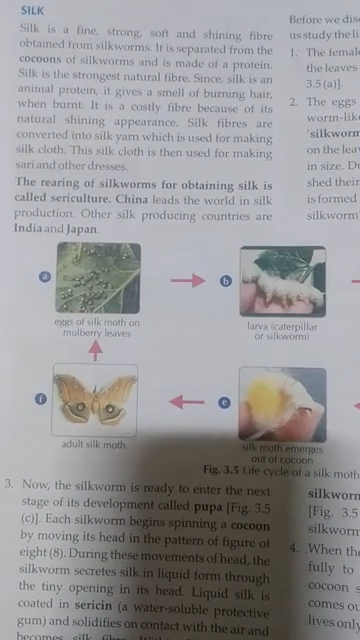 SILK
Silk is a fine, strong, soft and shining fibre
obtained from silkworms. It is separated from the
cocoons of silkworms and is made of a protein.
Silk is the strongest natural fibre. Since, silk is an
animal protein, it gives a smell of burning hair,
when burnt. It is a costly fibre because of its
natural shining appearance. Silk fibres are
converted into silk yarn which is used for making
silk cloth. This silk cloth is then used for making
sari and other dresses.
The rearing of silkworms for obtaining silk is
called sericulture. China leads the world in silk
production. Other silk producing countries are
India and Japan.
a
eggs of silk moth on
mulberry leaves
b
larva (caterpillar
or silkworm)
f
adult silk moth
e
silk moth emerges
out of cocoon
Fig. 3.5 Life cycle of a silk moth
3. Now, the silkworm is ready to enter the next
stage of its development called pupa [Fig. 3.5
(c)]. Each silkworm begins spinning a cocoon
by moving its head in the pattern of figure of
eight (8). During these movements of head, the
silkworm secretes silk in liquid form through
the tiny opening in its head. Liquid silk is
coated in sericin (a water-soluble protective
gum) and solidifies on contact with the air and
becomes silk
Before we
us study the
1. The
the leaves
3.5 (a)].
2. The eggs
'silkworm
on the
in size.
shed their
is formed
silkworm
silkworm
[Fig. 3.5
silkworm
4. When
fully to
cocoon
comes
lives only